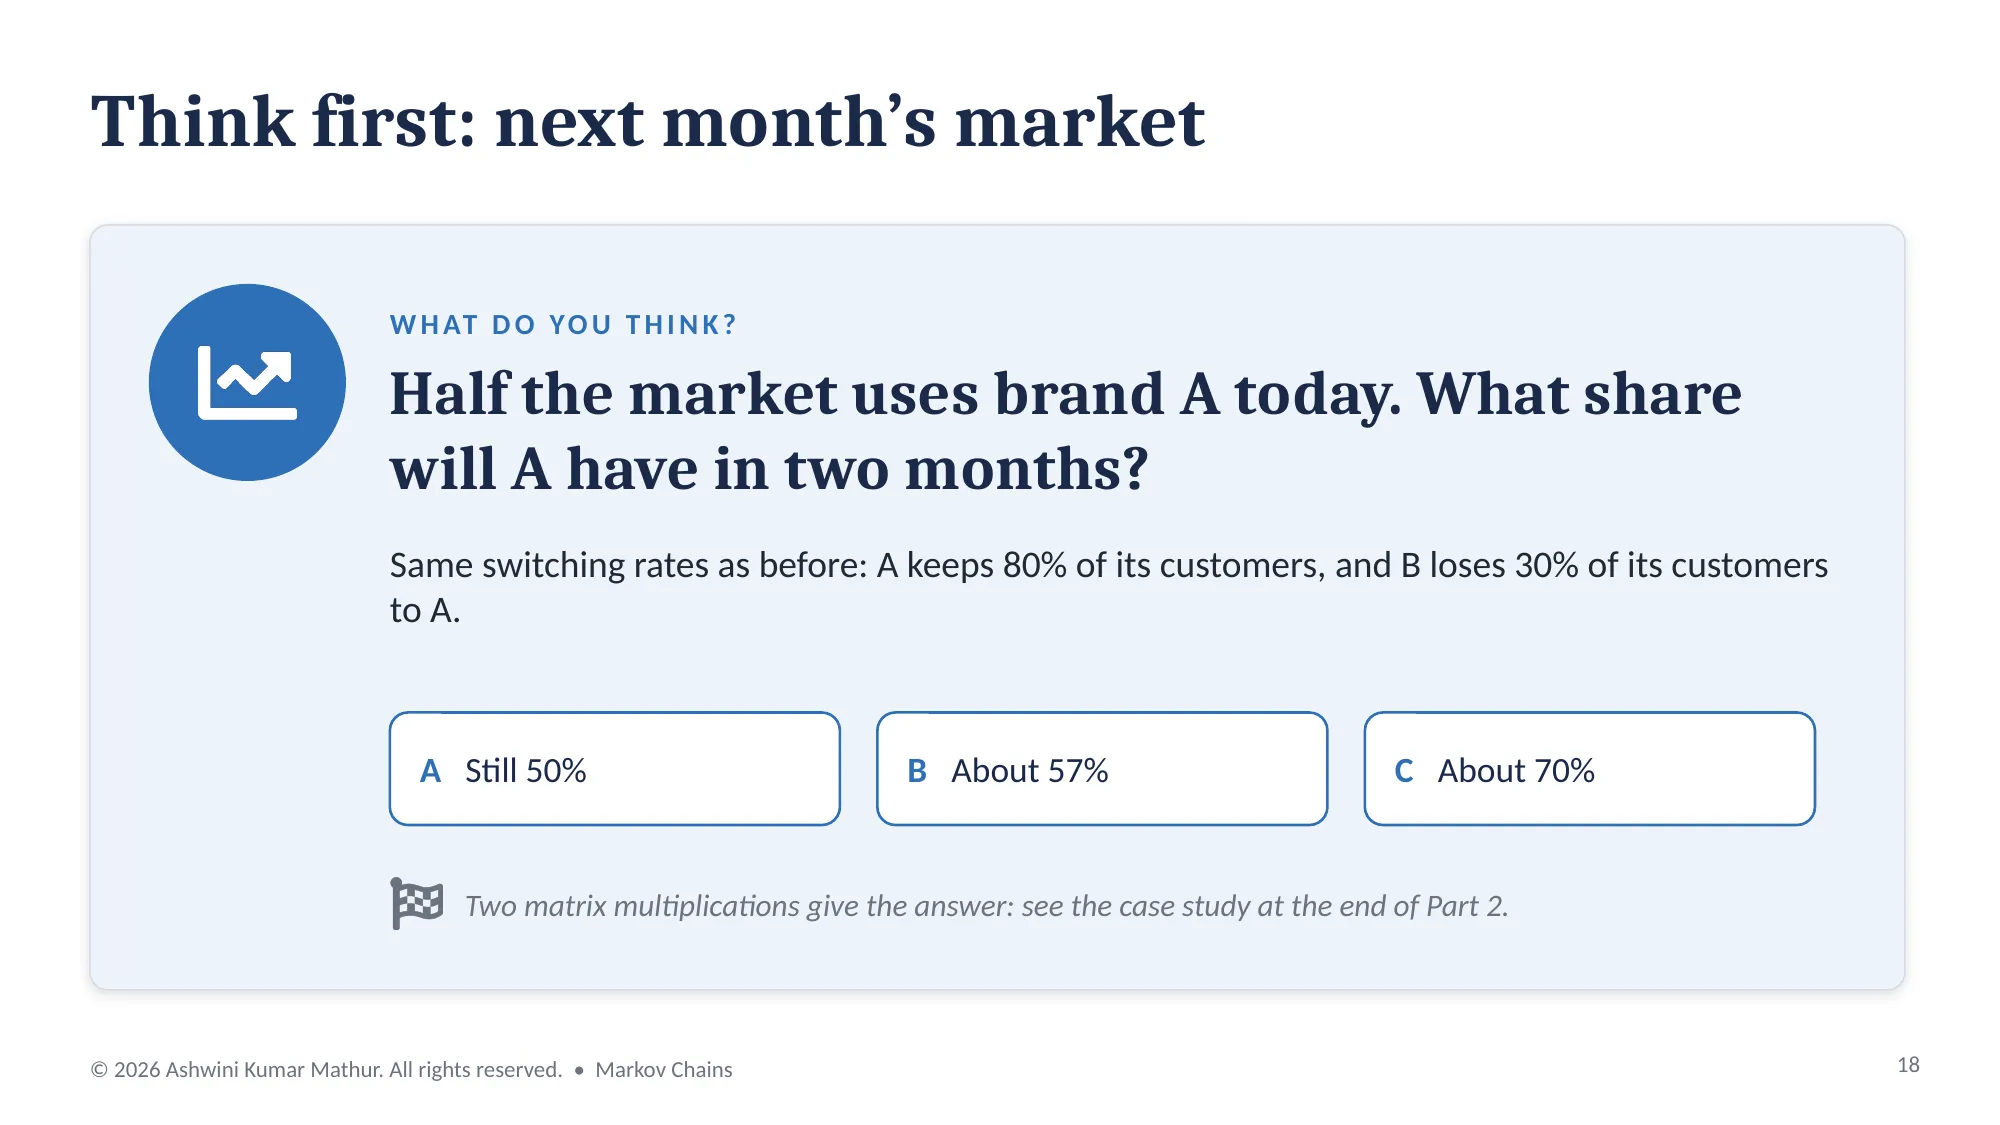 Think first: next month’s market
WHAT DO YOU THINK?
Half the market uses brand A today. What share
will A have in two months?
Same switching rates as before: A keeps 80% of its customers, and B loses 30% of its customers
to A.
A Still 50%
B About 57%
C About 70%
Two matrix multiplications give the answer: see the case study at the end of Part 2.
© 2026 Ashwini Kumar Mathur. All rights reserved. • Markov Chains
18